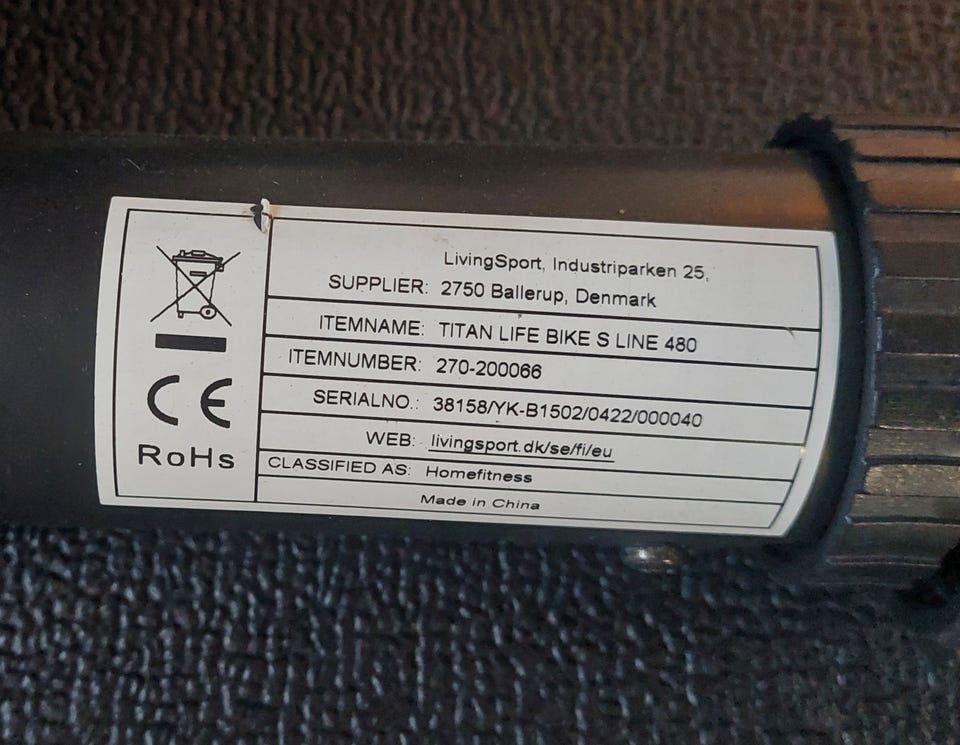 LivingSport, Industriparken 25,
SUPPLIER: 2750 Ballerup, Denmark
ITEMNAME: TITAN LIFE BIKE S LINE 480
ITEMNUMBER: 270-200066
SERIALNO.: 38158/YK-B1502/0422/000040
WEB: livingsport.dk/se/fi/eu
CLASSIFIED AS: Homefitness
Made in China
CE
RoHs